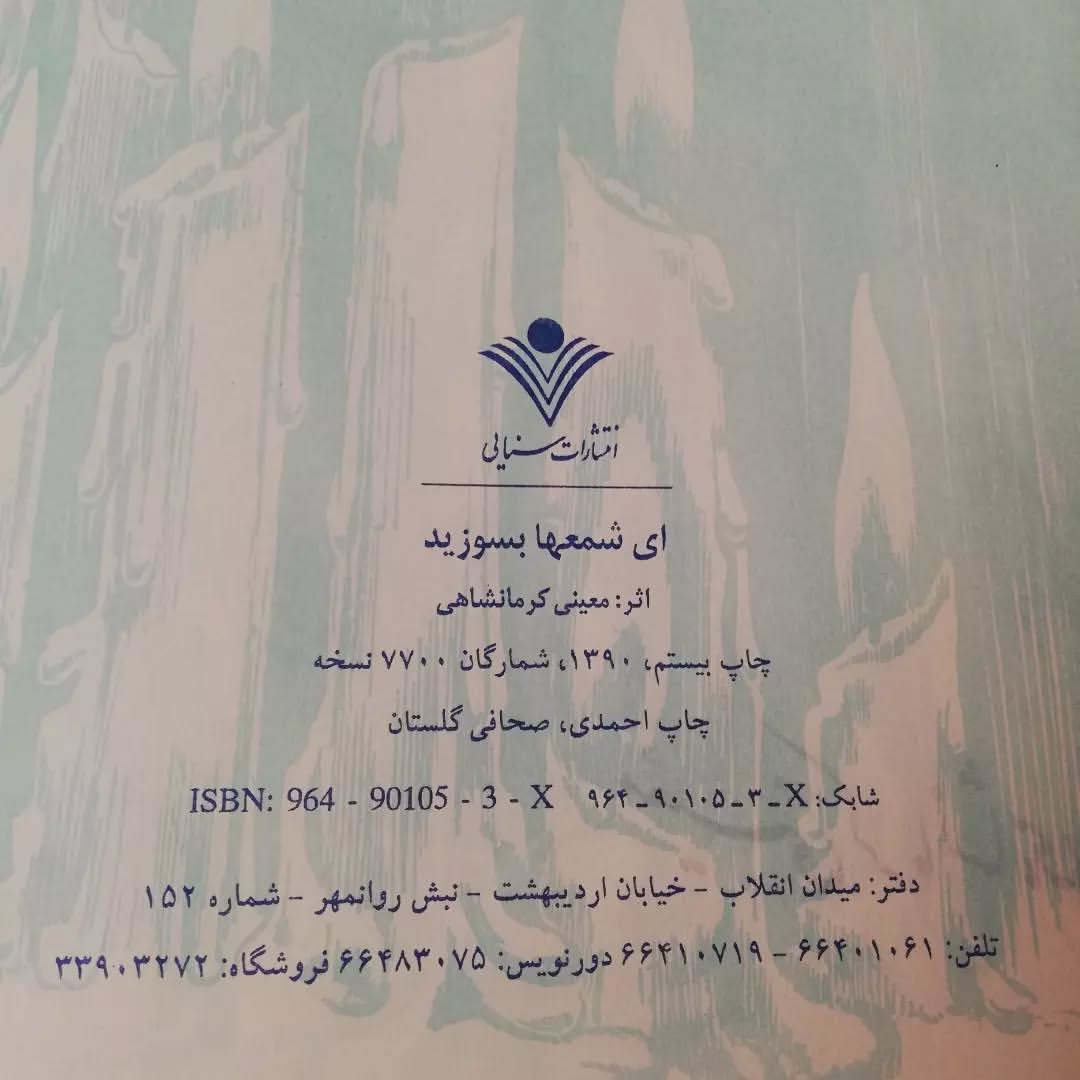 انتشارات سنایی
ای شمعها بسوزید
اثر: معینی کرمانشاهی
چاپ بیستم، ۱۳۹۰، شمارگان ۷۷۰۰ نسخه
چاپ احمدی، صحافی گلستان
شابک: X ـ ۳ ـ ۹۰۱۰۵ ـ ۹۶۴ ISBN: 964 - 90105 - 3 - X
دفتر: میدان انقلاب - خیابان اردیبهشت - نبش روانمهر - شماره ۱۵۲
تلفن: ۶۶۴۰۱۰۶۱ - ۶۶۴۱۰۷۱۹ دورنویس: ۶۶۴۸۳۰۷۵ فروشگاه: ۳۳۹۰۳۲۷۲